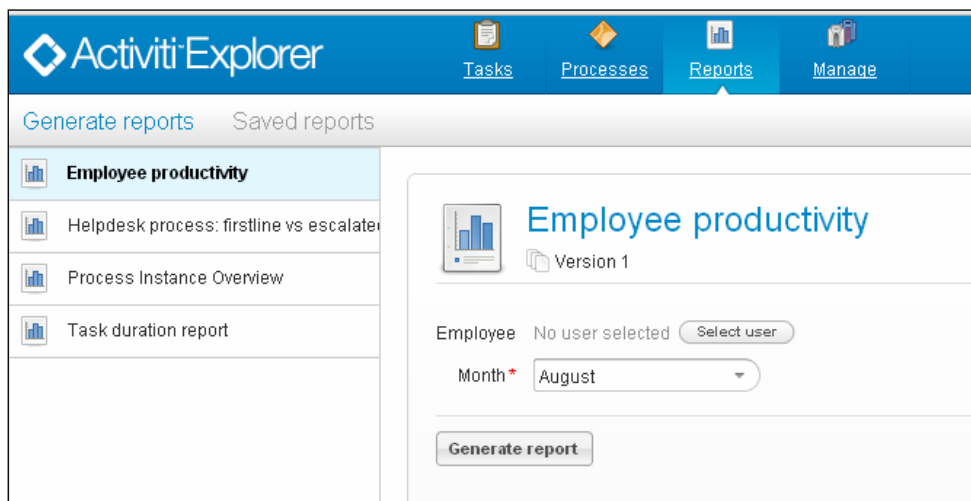 Activiti Explorer
Tasks Processes Reports Manage
Generate reports Saved reports
Employee productivity
Helpdesk process: firstline vs
Process Instance Overview
Task duration report
Employee productivity
Version 1
Employee No user selected Select user
Month* August
Generate report